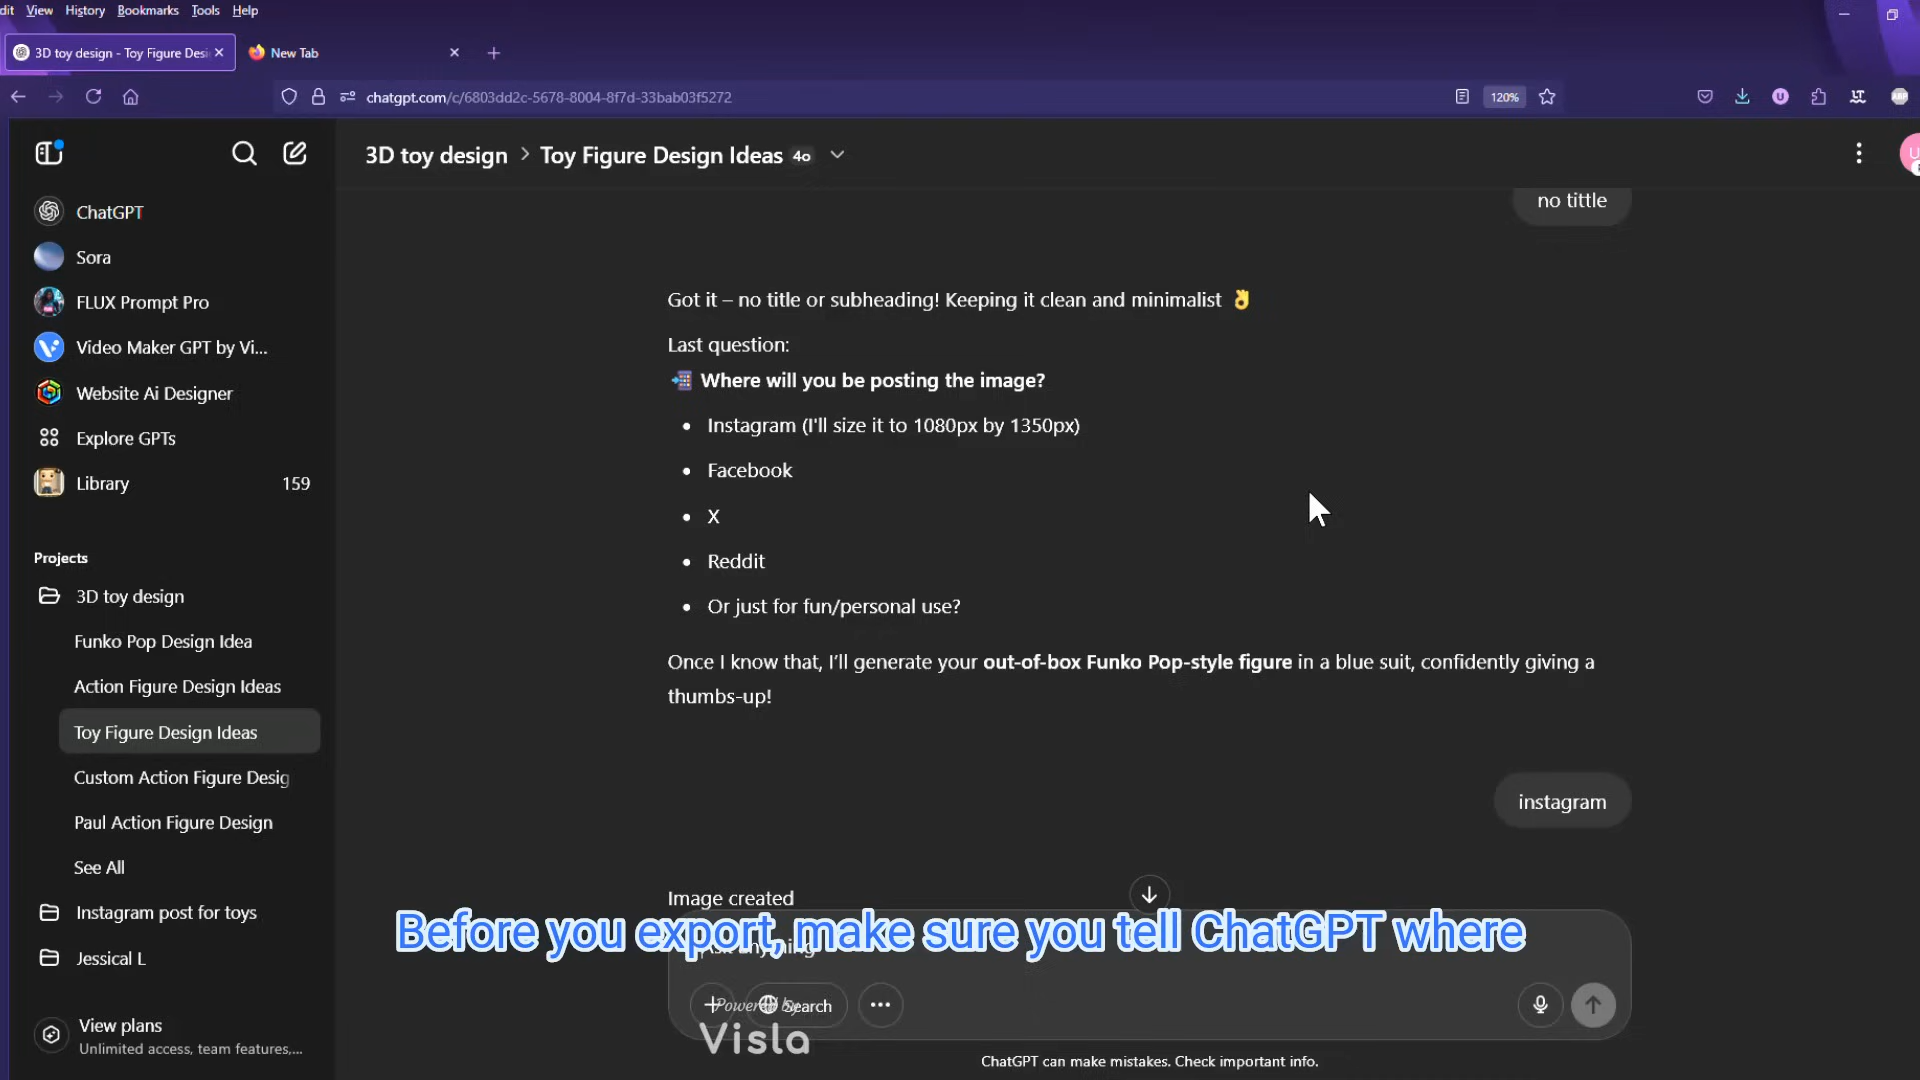 dit View History Bookmarks Tools Help
3D toy design - Toy Figure Desi
New Tab
chatgpt.com/c/6803dd2c-5678-8004-8f7d-33bab03f5272
120%
3D toy design > Toy Figure Design Ideas 4o
ChatGPT
Sora
FLUX Prompt Pro
Video Maker GPT by Vi...
Website Ai Designer
Explore GPTs
Library 159
Projects
3D toy design
Funko Pop Design Idea
Action Figure Design Ideas
Toy Figure Design Ideas
Custom Action Figure Desig
Paul Action Figure Design
See All
Instagram post for toys
Jessical L
View plans
Unlimited access, team features,...
no tittle
Got it – no title or subheading! Keeping it clean and minimalist 👌
Last question:
📲 Where will you be posting the image?
• Instagram (I'll size it to 1080px by 1350px)
• Facebook
• X
• Reddit
• Or just for fun/personal use?
Once I know that, I'll generate your out-of-box Funko Pop-style figure in a blue suit, confidently giving a
thumbs-up!
instagram
Image created
Before you export, make sure you tell ChatGPT where
Ask anything
Powered by
Search
Visla
ChatGPT can make mistakes. Check important info.